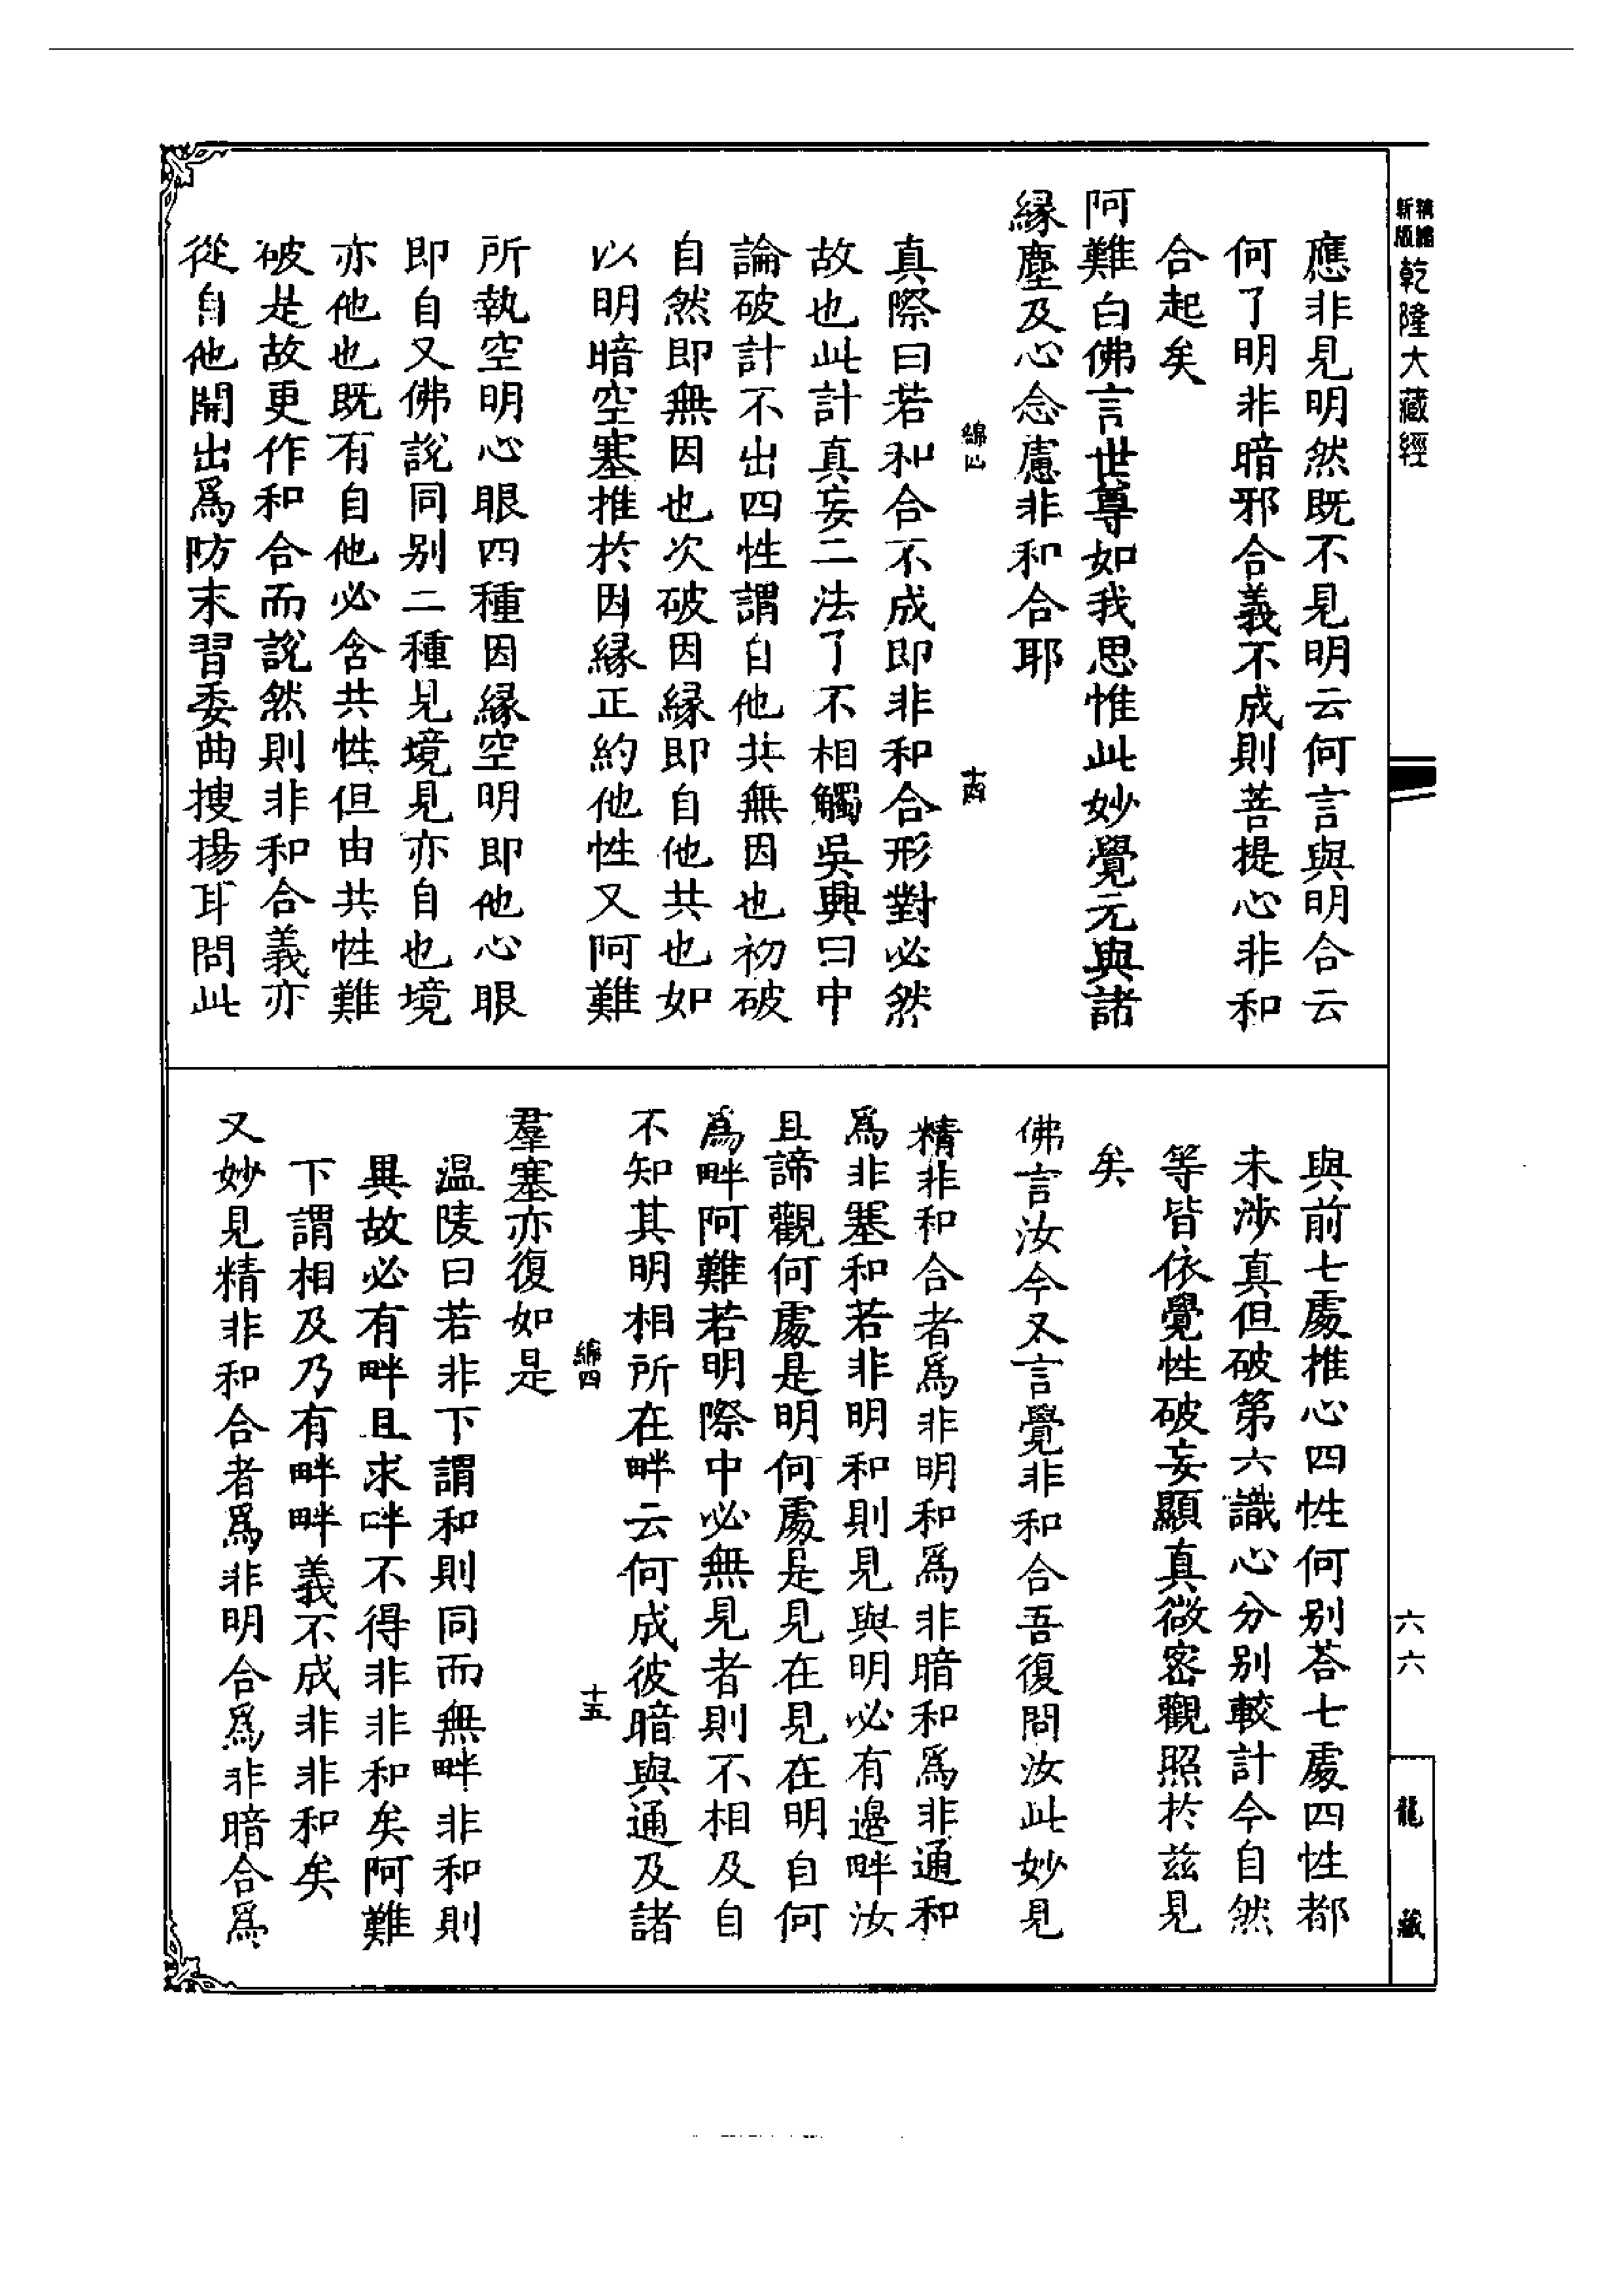 精縮新版乾隆大藏經
應非見明然既不見明云何言與明合云
何了明非暗邪合義不成則菩提心非和
合起矣
阿難白佛言世尊如我思惟此妙覺元與諸
緣塵及心念慮非和合耶
綿四 十四
真際曰若和合不成即非和合形對必然
故也此計真妄二法了不相觸吳興曰中
論破計不出四性謂自他共無因也初破
自然即無因也次破因緣即自他共也如
以明暗空塞推於因緣正約他性又阿難
所執空明心眼四種因緣空明即他心眼
即自又佛說同別二種見境見亦自也境
亦他也既有自他必含共性但由共性難
破是故更作和合而說然則非和合義亦
從自他開出爲防末習委曲搜揚耳問此
與前七處推心四性何別荅七處四性都
未涉真但破第六識心分別較計今自然
等皆依覺性破妄顯真微密觀照於茲見
矣
佛言汝今又言覺非和合吾復問汝此妙見
精非和合者爲非明和爲非暗和爲非通和
爲非塞和若非明和則見與明必有邊畔汝
且諦觀何處是明何處是見在見在明自何
爲畔阿難若明際中必無見者則不相及自
不知其明相所在畔云何成彼暗與通及諸
綿四 十五
羣塞亦復如是
温陵曰若非下謂和則同而無畔非和則
異故必有畔且求畔不得非非和矣阿難
下謂相及乃有畔畔義不成非非和矣
又妙見精非和合者爲非明合爲非暗合爲
六六
龍藏